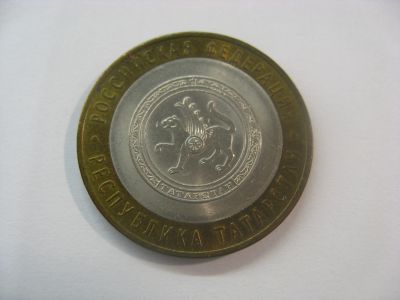 РОССИЙСКАЯ ФЕДЕРАЦИЯ
РЕСПУБЛИКА ТАТАРСТАН
ТАТАРСТАН